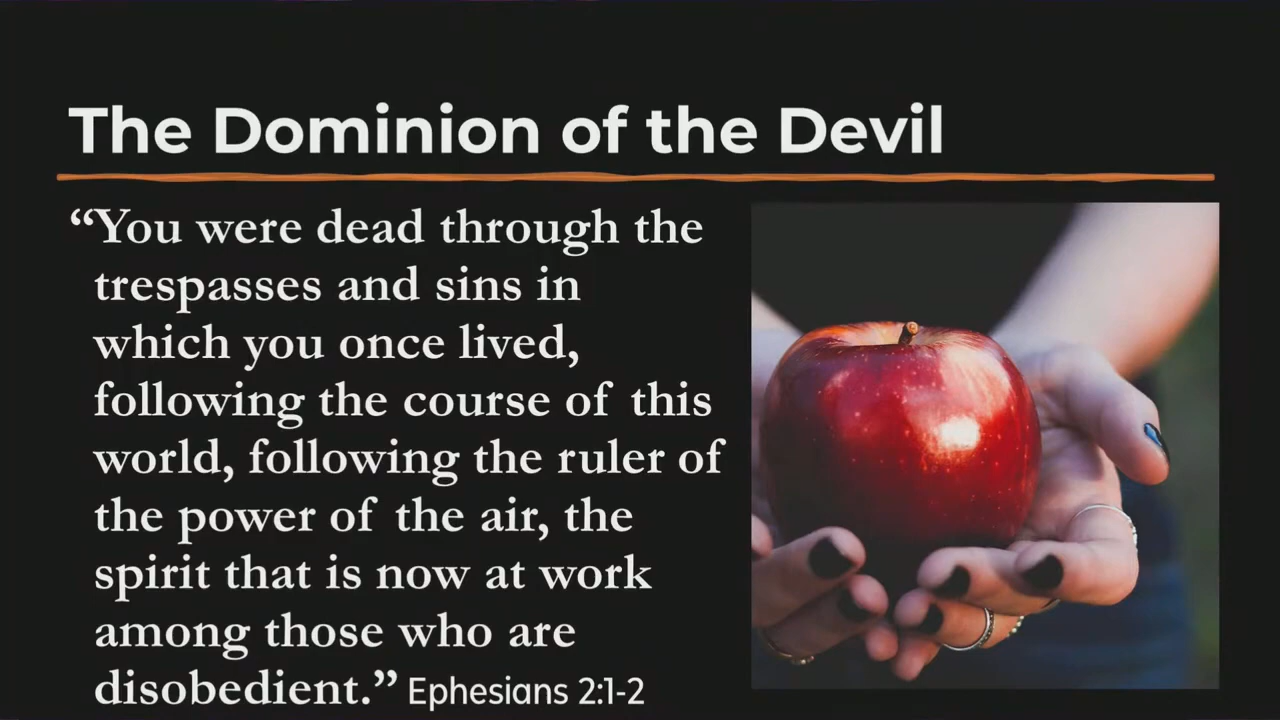 The Dominion of the Devil
“You were dead through the
trespasses and sins in
which you once lived,
following the course of this
world, following the ruler of
the power of the air, the
spirit that is now at work
among those who are
disobedient.” Ephesians 2:1-2